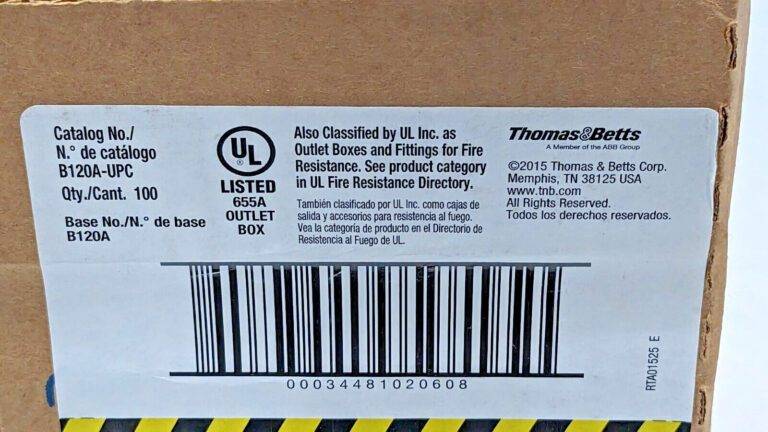 Catalog No./
N.° de catálogo
B120A-UPC
Qty./Cant. 100
Base No./N.° de base
B120A
UL
LISTED
655A
OUTLET
BOX
Also Classified by UL Inc. as
Outlet Boxes and Fittings for Fire
Resistance. See product category
in UL Fire Resistance Directory.
También clasificado por UL Inc. como cajas de
salida y accesorios para resistencia al fuego.
Vea la categoría de producto en el Directorio de
Resistencia al Fuego de UL.
Thomas&Betts
A Member of the ABB Group
©2015 Thomas & Betts Corp.
Memphis, TN 38125 USA
www.tnb.com
All Rights Reserved.
Todos los derechos reservados.
00034481020608
RTA01525 E